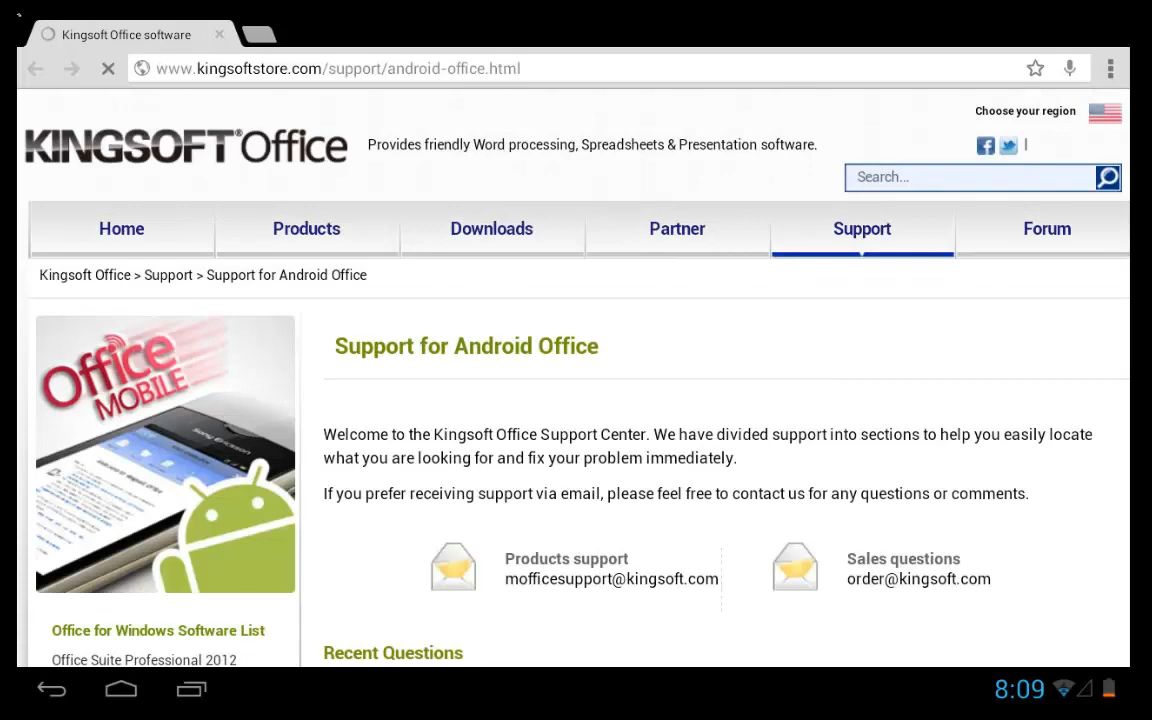 Kingsoft Office software
www.kingsoftstore.com/support/android-office.html
Choose your region
KINGSOFT® Office
Provides friendly Word processing, Spreadsheets & Presentation software.
Search...
Home Products Downloads Partner Support Forum
Kingsoft Office > Support > Support for Android Office
Office
MOBILE
Sony Ericsson
Support for Android Office
Welcome to the Kingsoft Office Support Center. We have divided support into sections to help you easily locate
what you are looking for and fix your problem immediately.
If you prefer receiving support via email, please feel free to contact us for any questions or comments.
Products support
mofficesupport@kingsoft.com
Sales questions
order@kingsoft.com
Office for Windows Software List
Office Suite Professional 2012
Recent Questions
8:09